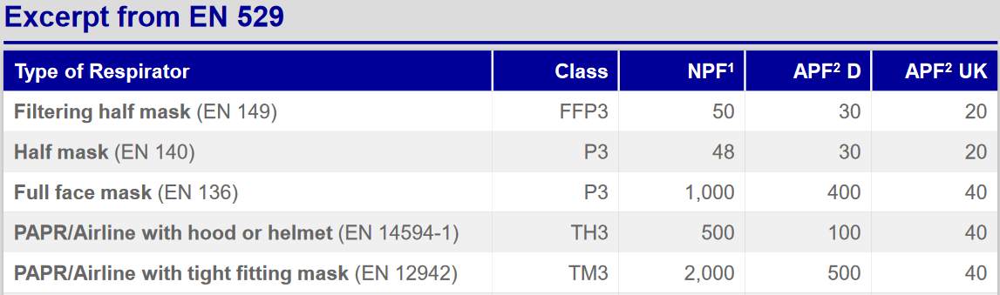 Excerpt from EN 529
Type of Respirator Class NPF¹ APF² D APF² UK
Filtering half mask (EN 149) FFP3 50 30 20
Half mask (EN 140) P3 48 30 20
Full face mask (EN 136) P3 1,000 400 40
PAPR/Airline with hood or helmet (EN 14594-1) TH3 500 100 40
PAPR/Airline with tight fitting mask (EN 12942) TM3 2,000 500 40